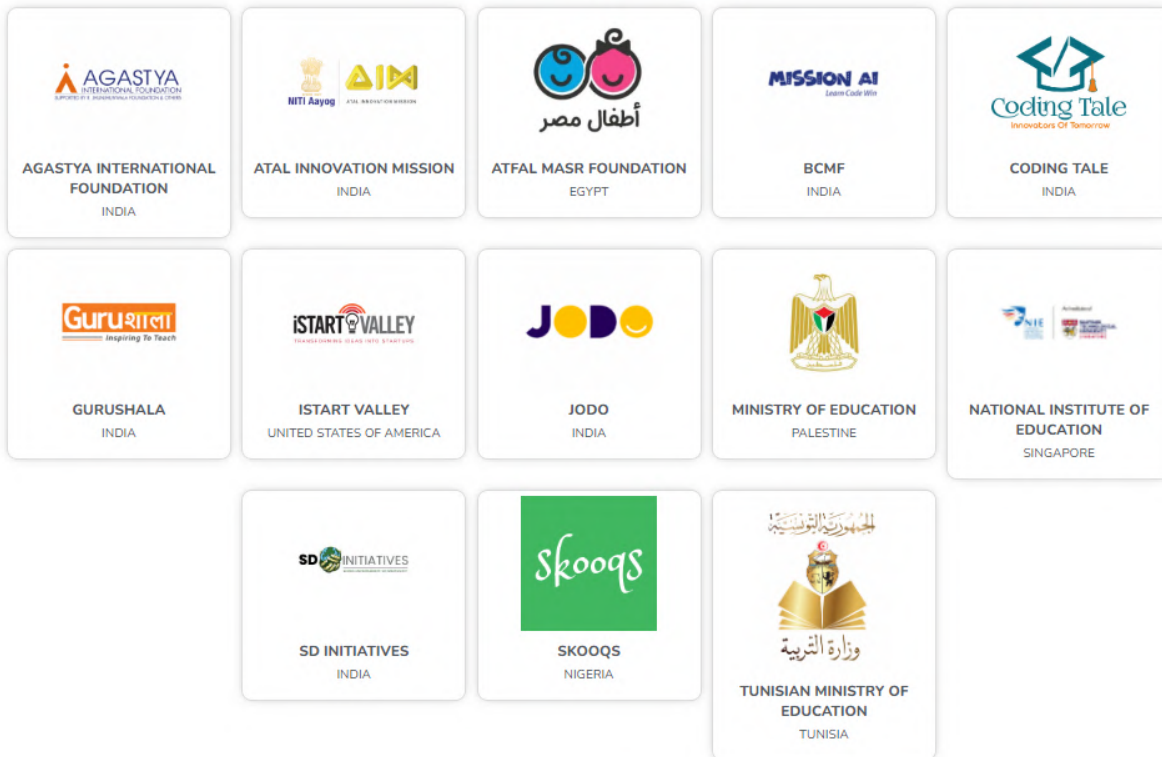 AGASTYA
INTERNATIONAL FOUNDATION
AGASTYA INTERNATIONAL
FOUNDATION
INDIA
NITI Aayog
AIM
ATAL INNOVATION MISSION
ATAL INNOVATION MISSION
INDIA
أطفال مصر
ATFAL MASR FOUNDATION
EGYPT
MISSION AI
Learn Code Win
BCMF
INDIA
Coding Tale
Innovators Of Tomorrow
CODING TALE
INDIA
Guruशाला
Inspiring To Teach
GURUSHALA
INDIA
iSTART VALLEY
TRANSFORMING IDEAS INTO STARTUPS
ISTART VALLEY
UNITED STATES OF AMERICA
JODO
JODO
INDIA
MINISTRY OF EDUCATION
PALESTINE
NIE
NATIONAL INSTITUTE OF
EDUCATION
SINGAPORE
SD INITIATIVES
SD INITIATIVES
INDIA
skooqs
SKOOQS
NIGERIA
الجمهورية التونسية
وزارة التربية
TUNISIAN MINISTRY OF
EDUCATION
TUNISIA